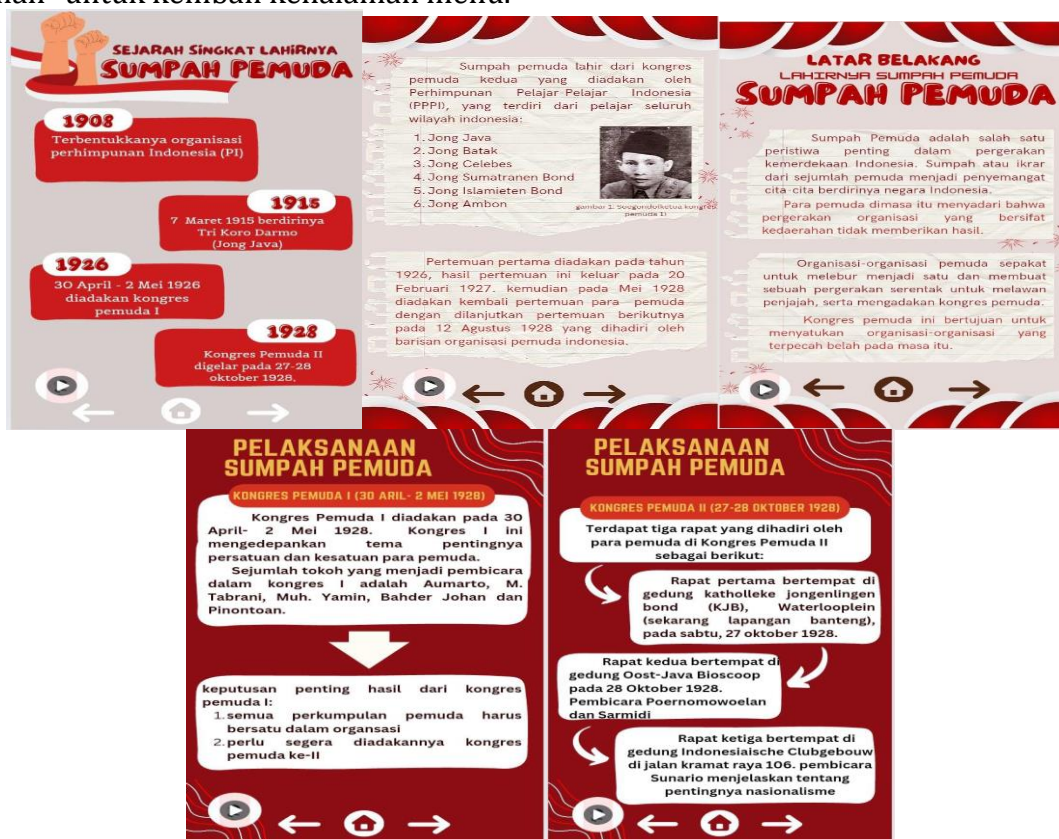 SEJARAH SINGKAT LAHIRNYA
SUMPAH PEMUDA
1908
Terbentukkanya organisasi
perhimpunan Indonesia (PI)
1915
7 Maret 1915 berdirinya
Tri Koro Darmo
(Jong Java)
1926
30 April - 2 Mei 1926
diadakan kongres
pemuda I
1928
Kongres Pemuda II
digelar pada 27-28
oktober 1928.
Sumpah pemuda lahir dari kongres
pemuda kedua yang diadakan oleh
Perhimpunan Pelajar-Pelajar Indonesia
(PPPI), yang terdiri dari pelajar seluruh
wilayah indonesia:
1. Jong Java
2. Jong Batak
3. Jong Celebes
4. Jong Sumatranen Bond
5. Jong Islamieten Bond
6. Jong Ambon
gambar 1: Soegondo(ketua kongres
pemuda II)
Pertemuan pertama diadakan pada tahun
1926, hasil pertemuan ini keluar pada 20
Februari 1927. kemudian pada Mei 1928
diadakan kembali pertemuan para pemuda
dengan dilanjutkan pertemuan berikutnya
pada 12 Agustus 1928 yang dihadiri oleh
barisan organisasi pemuda indonesia.
LATAR BELAKANG
LAHIRNYA SUMPAH PEMUDA
SUMPAH PEMUDA
Sumpah Pemuda adalah salah satu
peristiwa penting dalam pergerakan
kemerdekaan Indonesia. Sumpah atau ikrar
dari sejumlah pemuda menjadi penyemangat
cita-cita berdirinya negara Indonesia.
Para pemuda dimasa itu menyadari bahwa
pergerakan organisasi yang bersifat
kedaerahan tidak memberikan hasil.
Organisasi-organisasi pemuda sepakat
untuk melebur menjadi satu dan membuat
sebuah pergerakan serentak untuk melawan
penjajah, serta mengadakan kongres pemuda.
Kongres pemuda ini bertujuan untuk
menyatukan organisasi-organisasi yang
terpecah belah pada masa itu.
PELAKSANAAN
SUMPAH PEMUDA
KONGRES PEMUDA I (30 ARIL- 2 MEI 1928)
Kongres Pemuda I diadakan pada 30
April- 2 Mei 1928. Kongres I ini
mengedepankan tema pentingnya
persatuan dan kesatuan para pemuda.
Sejumlah tokoh yang menjadi pembicara
dalam kongres I adalah Aumarto, M.
Tabrani, Muh. Yamin, Bahder Johan dan
Pinontoan.
keputusan penting hasil dari kongres
pemuda I:
1. semua perkumpulan pemuda harus
bersatu dalam organsasi
2. perlu segera diadakannya kongres
pemuda ke-II
PELAKSANAAN
SUMPAH PEMUDA
KONGRES PEMUDA II (27-28 OKTOBER 1928)
Terdapat tiga rapat yang dihadiri oleh
para pemuda di Kongres Pemuda II
sebagai berikut:
Rapat pertama bertempat di
gedung katholleke jongenlingen
bond (KJB), Waterlooplein
(sekarang lapangan banteng),
pada sabtu, 27 oktober 1928.
Rapat kedua bertempat di
gedung Oost-Java Bioscoop
pada 28 Oktober 1928.
Pembicara Poernomowoelan
dan Sarmidi
Rapat ketiga bertempat di
gedung Indonesiaische Clubgebouw
di jalan kramat raya 106. pembicara
Sunario menjelaskan tentang
pentingnya nasionalisme